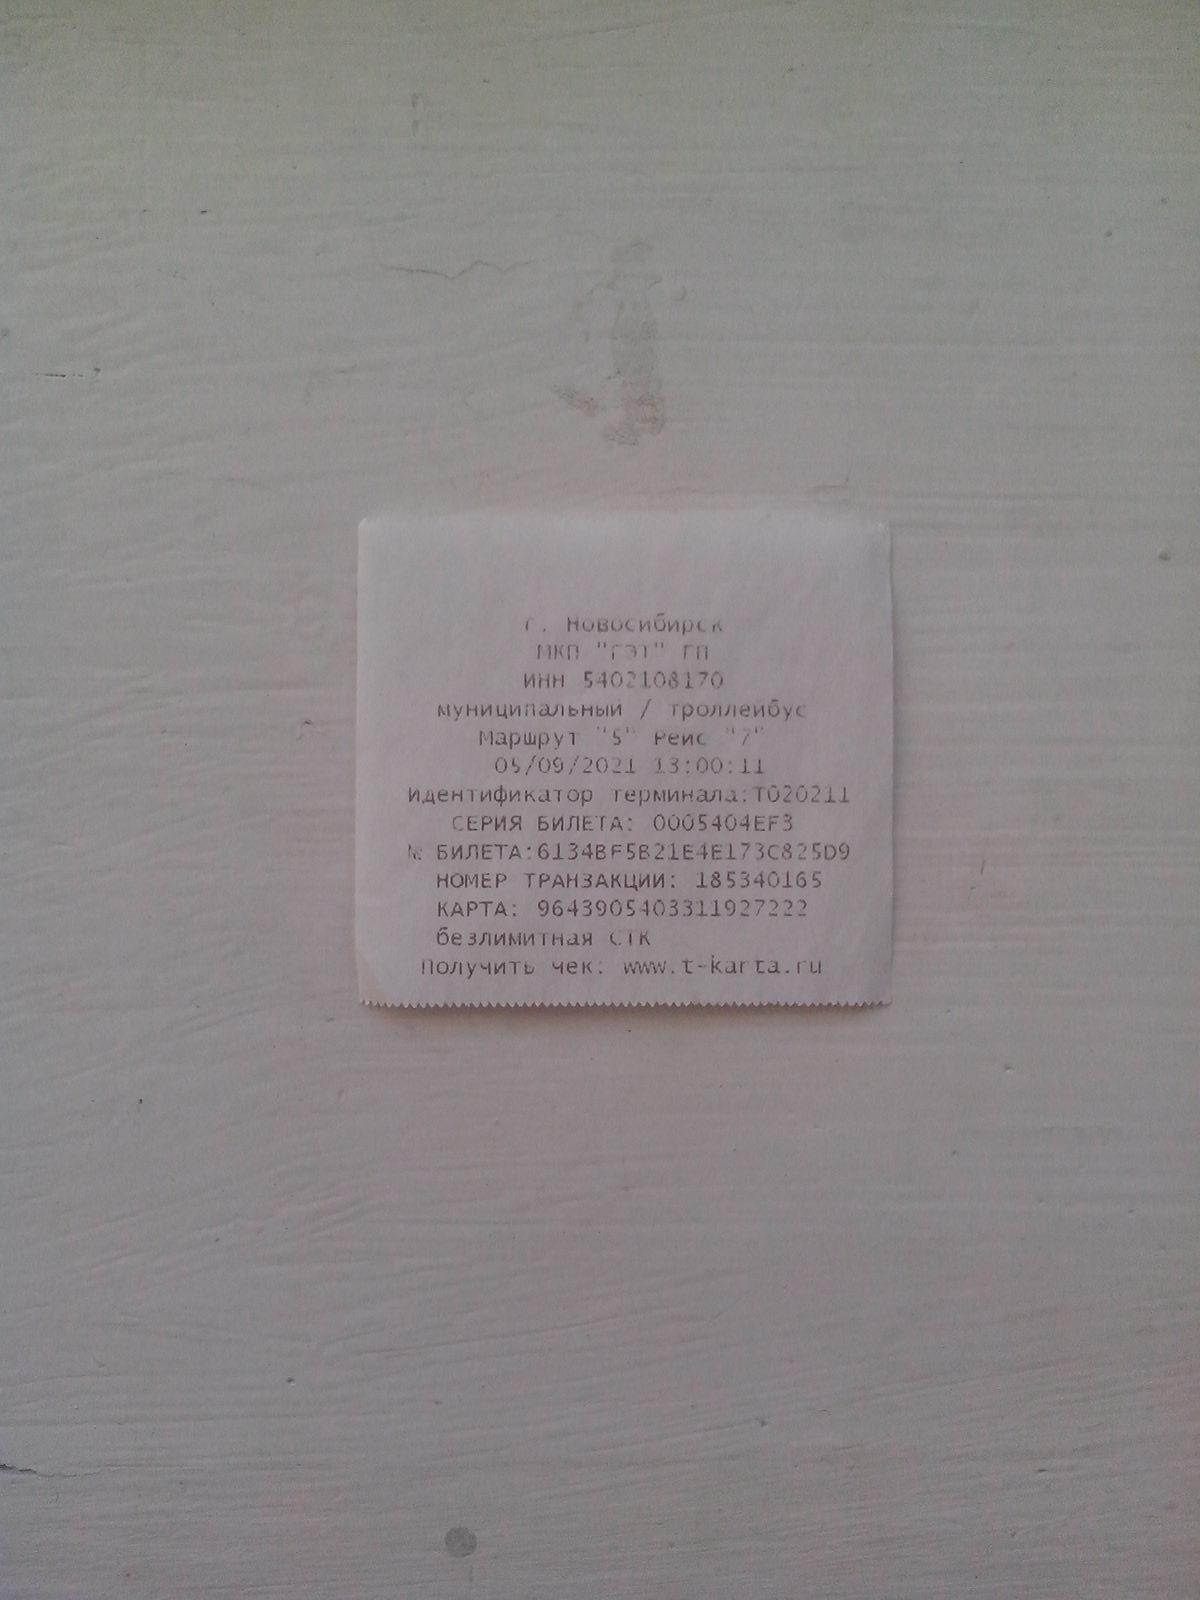 г. Новосибирск
МКП "ГЭТ" ГП
ИНН 5402108170
муниципальный / троллейбус
Маршрут "5" Рейс "7"
05/09/2021 13:00:11
идентификатор терминала:T020211
СЕРИЯ БИЛЕТА: 0005404EF3
№ БИЛЕТА:6134BF5B21E4E173C825D9
НОМЕР ТРАНЗАКЦИИ: 185340165
КАРТА: 9643905403311927222
безлимитная СТК
Получить чек: www.t-karta.ru